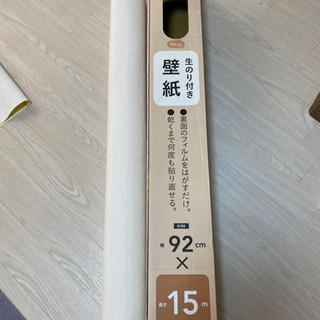 生のり付き
壁紙
●裏面のフィルムをはがすだけ。
●乾くまで何度も貼り直せる。
幅 92cm
×
長さ 15m